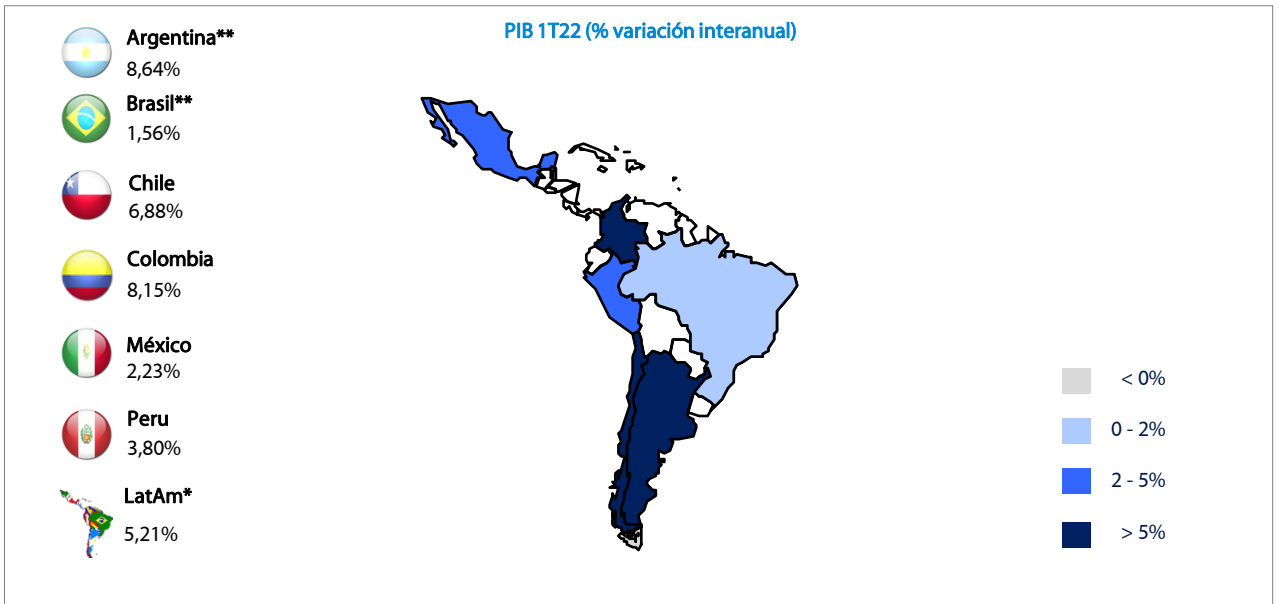 PIB 1T22 (% variación interanual)
Argentina**
8,64%
Brasil**
1,56%
Chile
6,88%
Colombia
8,15%
México
2,23%
Peru
3,80%
LatAm*
5,21%
< 0%
0 - 2%
2 - 5%
> 5%